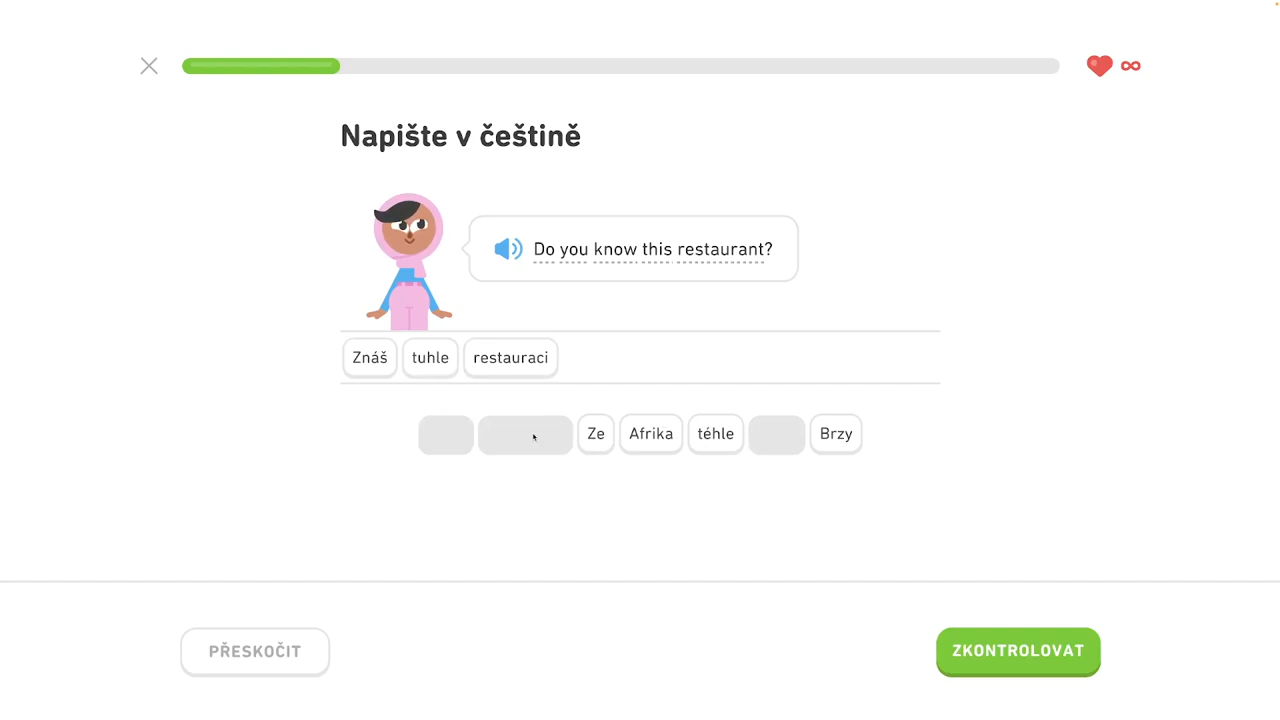 ∞
Napište v češtině
Do you know this restaurant?
Znáš tuhle restauraci
Ze Afrika téhle Brzy
PŘESKOČIT ZKONTROLOVAT